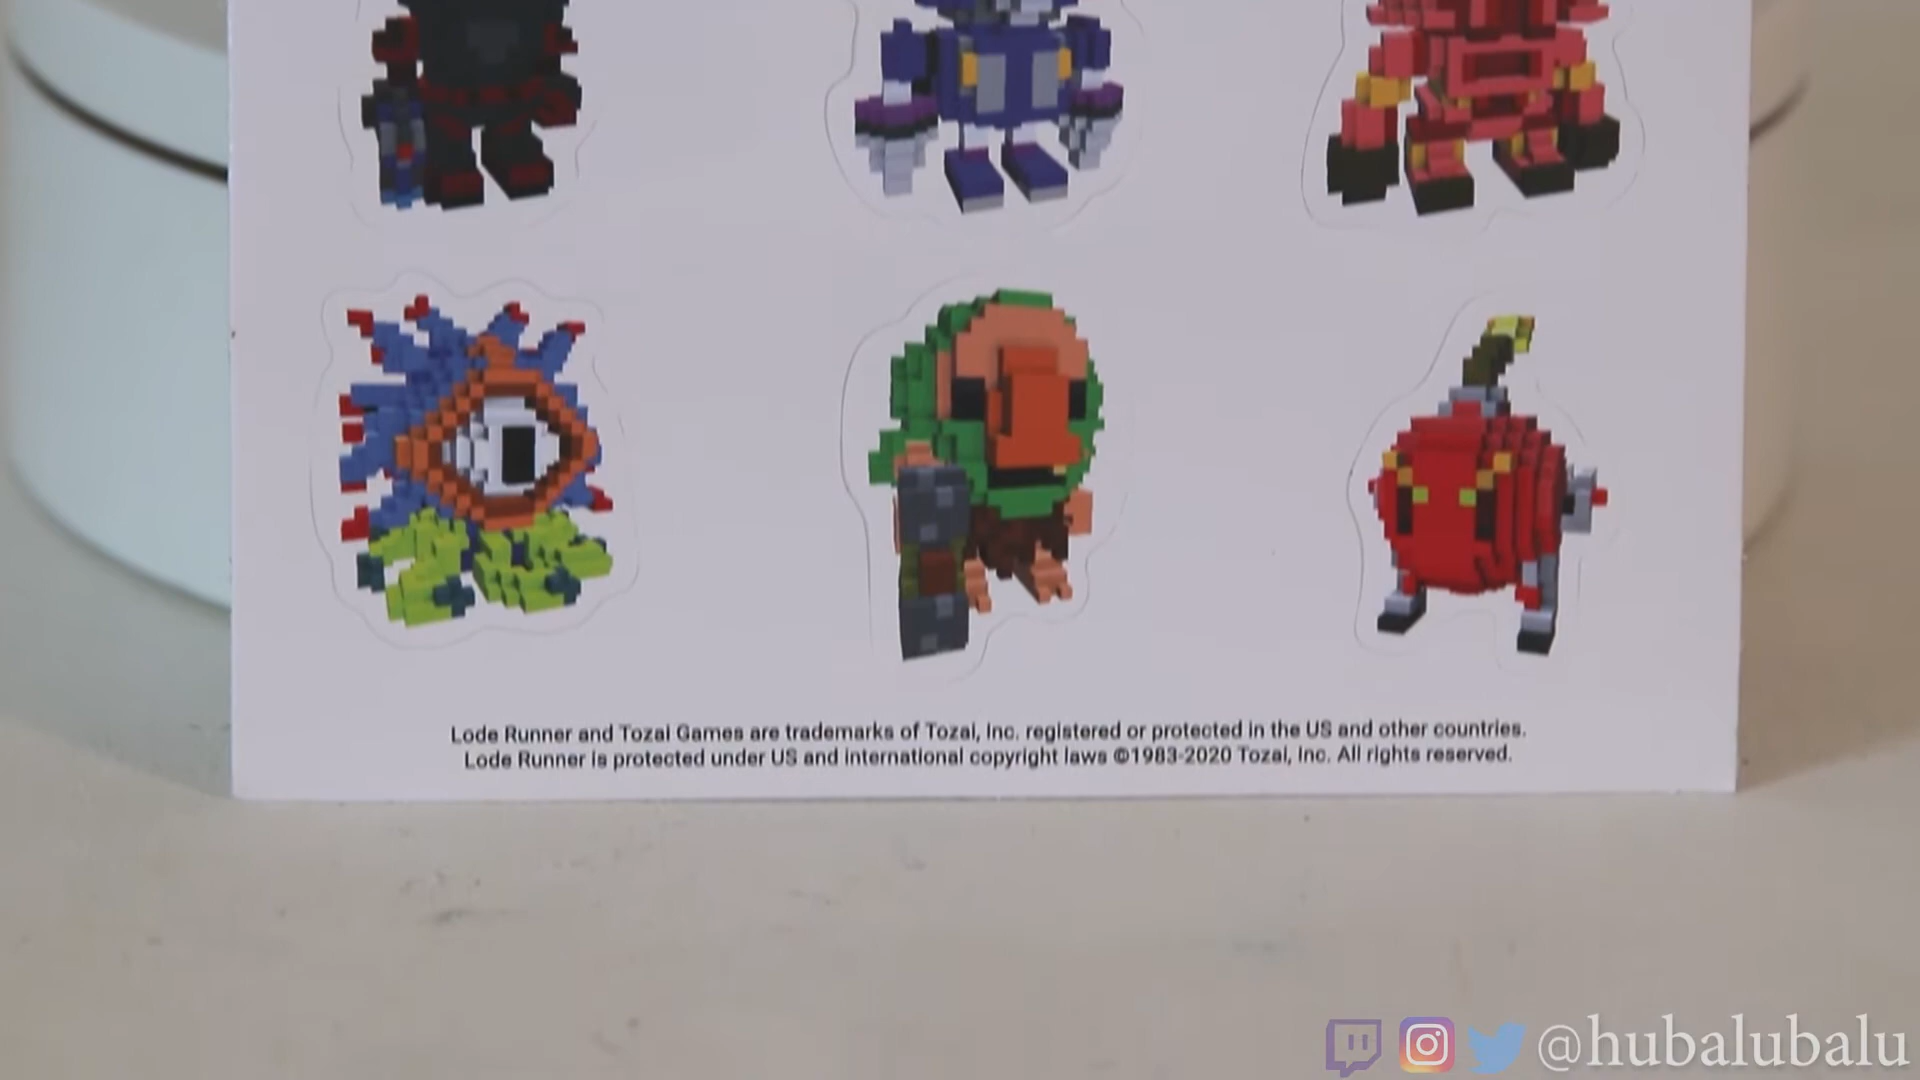 Lode Runner and Tozai Games are trademarks of Tozai, Inc. registered or protected in the US and other countries.
Lode Runner is protected under US and international copyright laws ©1983-2020 Tozai, Inc. All rights reserved.
@hubalubalu